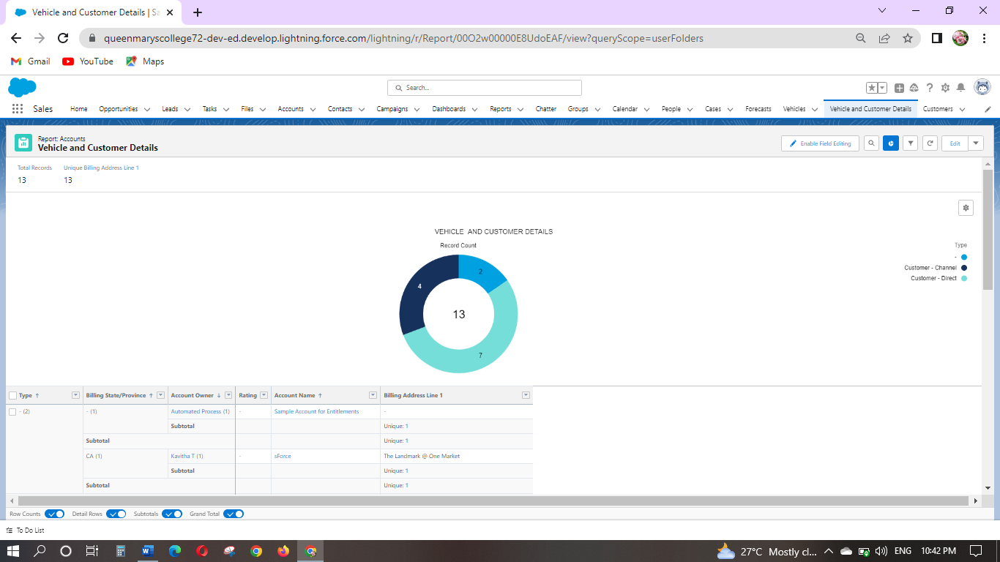 Vehicle and Customer Details | Sa
queenmaryscollege72-dev-ed.develop.lightning.force.com/lightning/r/Report/00O2w00000E8UdoEAF/view?queryScope=userFolders
Gmail YouTube Maps
Search...
Sales Home Opportunities Leads Tasks Files Accounts Contacts Campaigns Dashboards Reports Chatter Groups Calendar People Cases Forecasts Vehicles Vehicle and Customer Details Customers
Report: Accounts
Vehicle and Customer Details
Enable Field Editing Edit
Total Records Unique Billing Address Line 1
13 13
VEHICLE AND CUSTOMER DETAILS
Record Count
Type
-
Customer - Channel
Customer - Direct
2
4
13
7
Type ↑ Billing State/Province ↑ Account Owner ↓ Rating Account Name ↑ Billing Address Line 1
- (2) - (1) Automated Process (1) - Sample Account for Entitlements -
Subtotal Unique: 1
Subtotal Unique: 1
CA (1) Kavitha T (1) - sForce The Landmark @ One Market
Subtotal Unique: 1
Subtotal Unique: 1
Row Counts Detail Rows Subtotals Grand Total
To Do List
27°C Mostly cl... ENG 10:42 PM